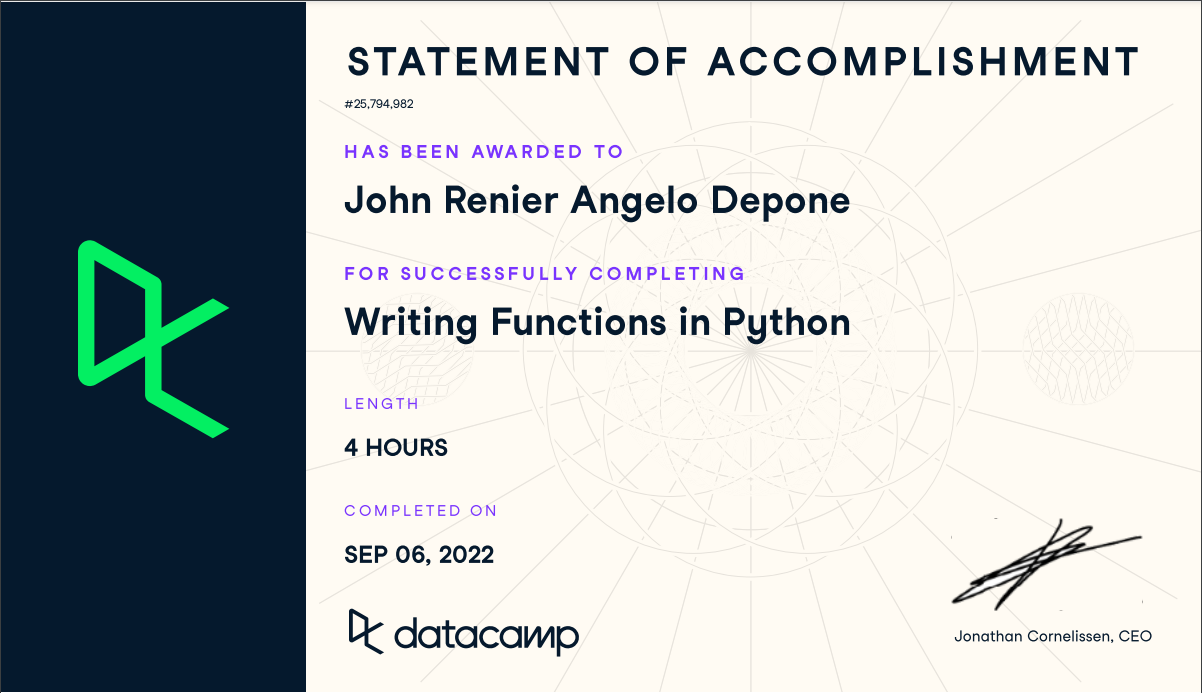 STATEMENT OF ACCOMPLISHMENT
#25,794,982
HAS BEEN AWARDED TO
John Renier Angelo Depone
FOR SUCCESSFULLY COMPLETING
Writing Functions in Python
LENGTH
4 HOURS
COMPLETED ON
SEP 06, 2022
datacamp
Jonathan Cornelissen, CEO